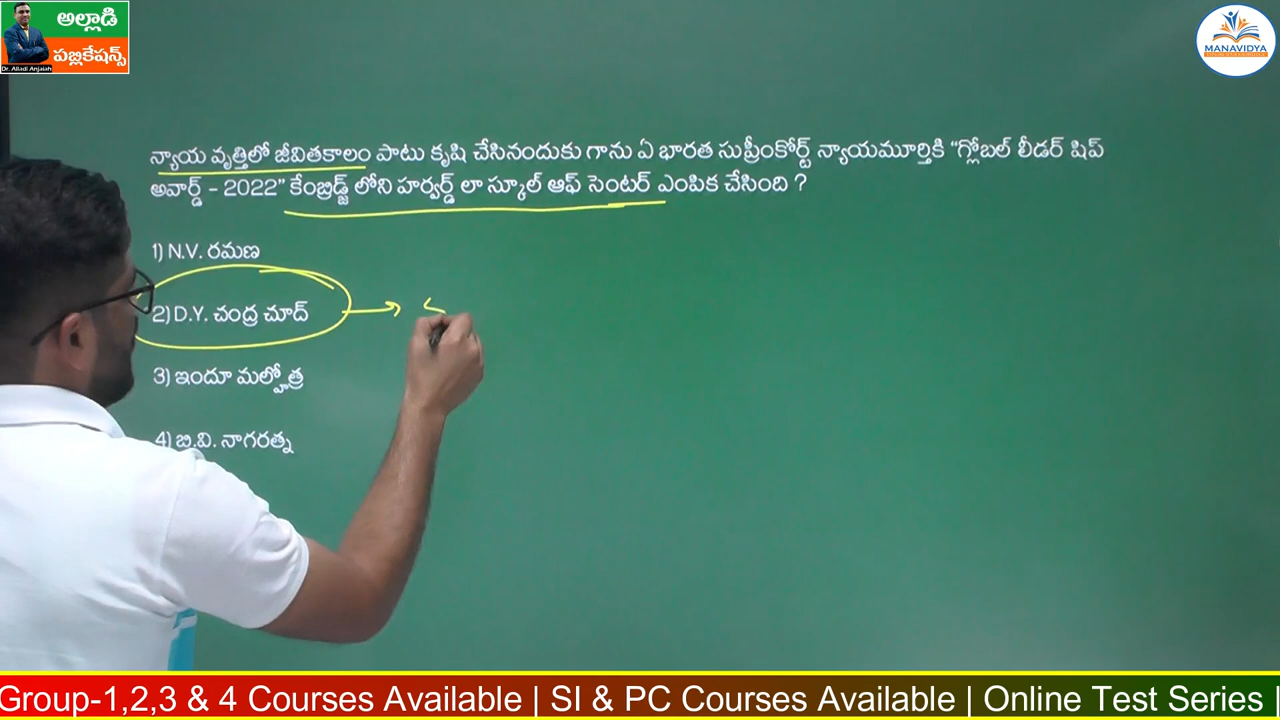 అల్లాడి
పబ్లికేషన్స్
Dr. Alladi Anjaiah
MANAVIDYA
న్యాయ వృత్తిలో జీవితకాలం పాటు కృషి చేసినందుకు గాను ఏ భారత సుప్రీంకోర్ట్ న్యాయమూర్తికి "గ్లోబల్ లీడర్ షిప్
అవార్డ్ - 2022" కేంబ్రిడ్జ్ లోని హర్వర్డ్ లా స్కూల్ ఆఫ్ సెంటర్ ఎంపిక చేసింది ?
1) N.V. రమణ
2) D.Y. చంద్ర చూద్
3) ఇందూ మల్హోత్ర
4) బి.వి. నాగరత్న
Group-1,2,3 & 4 Courses Available | SI & PC Courses Available | Online Test Series |